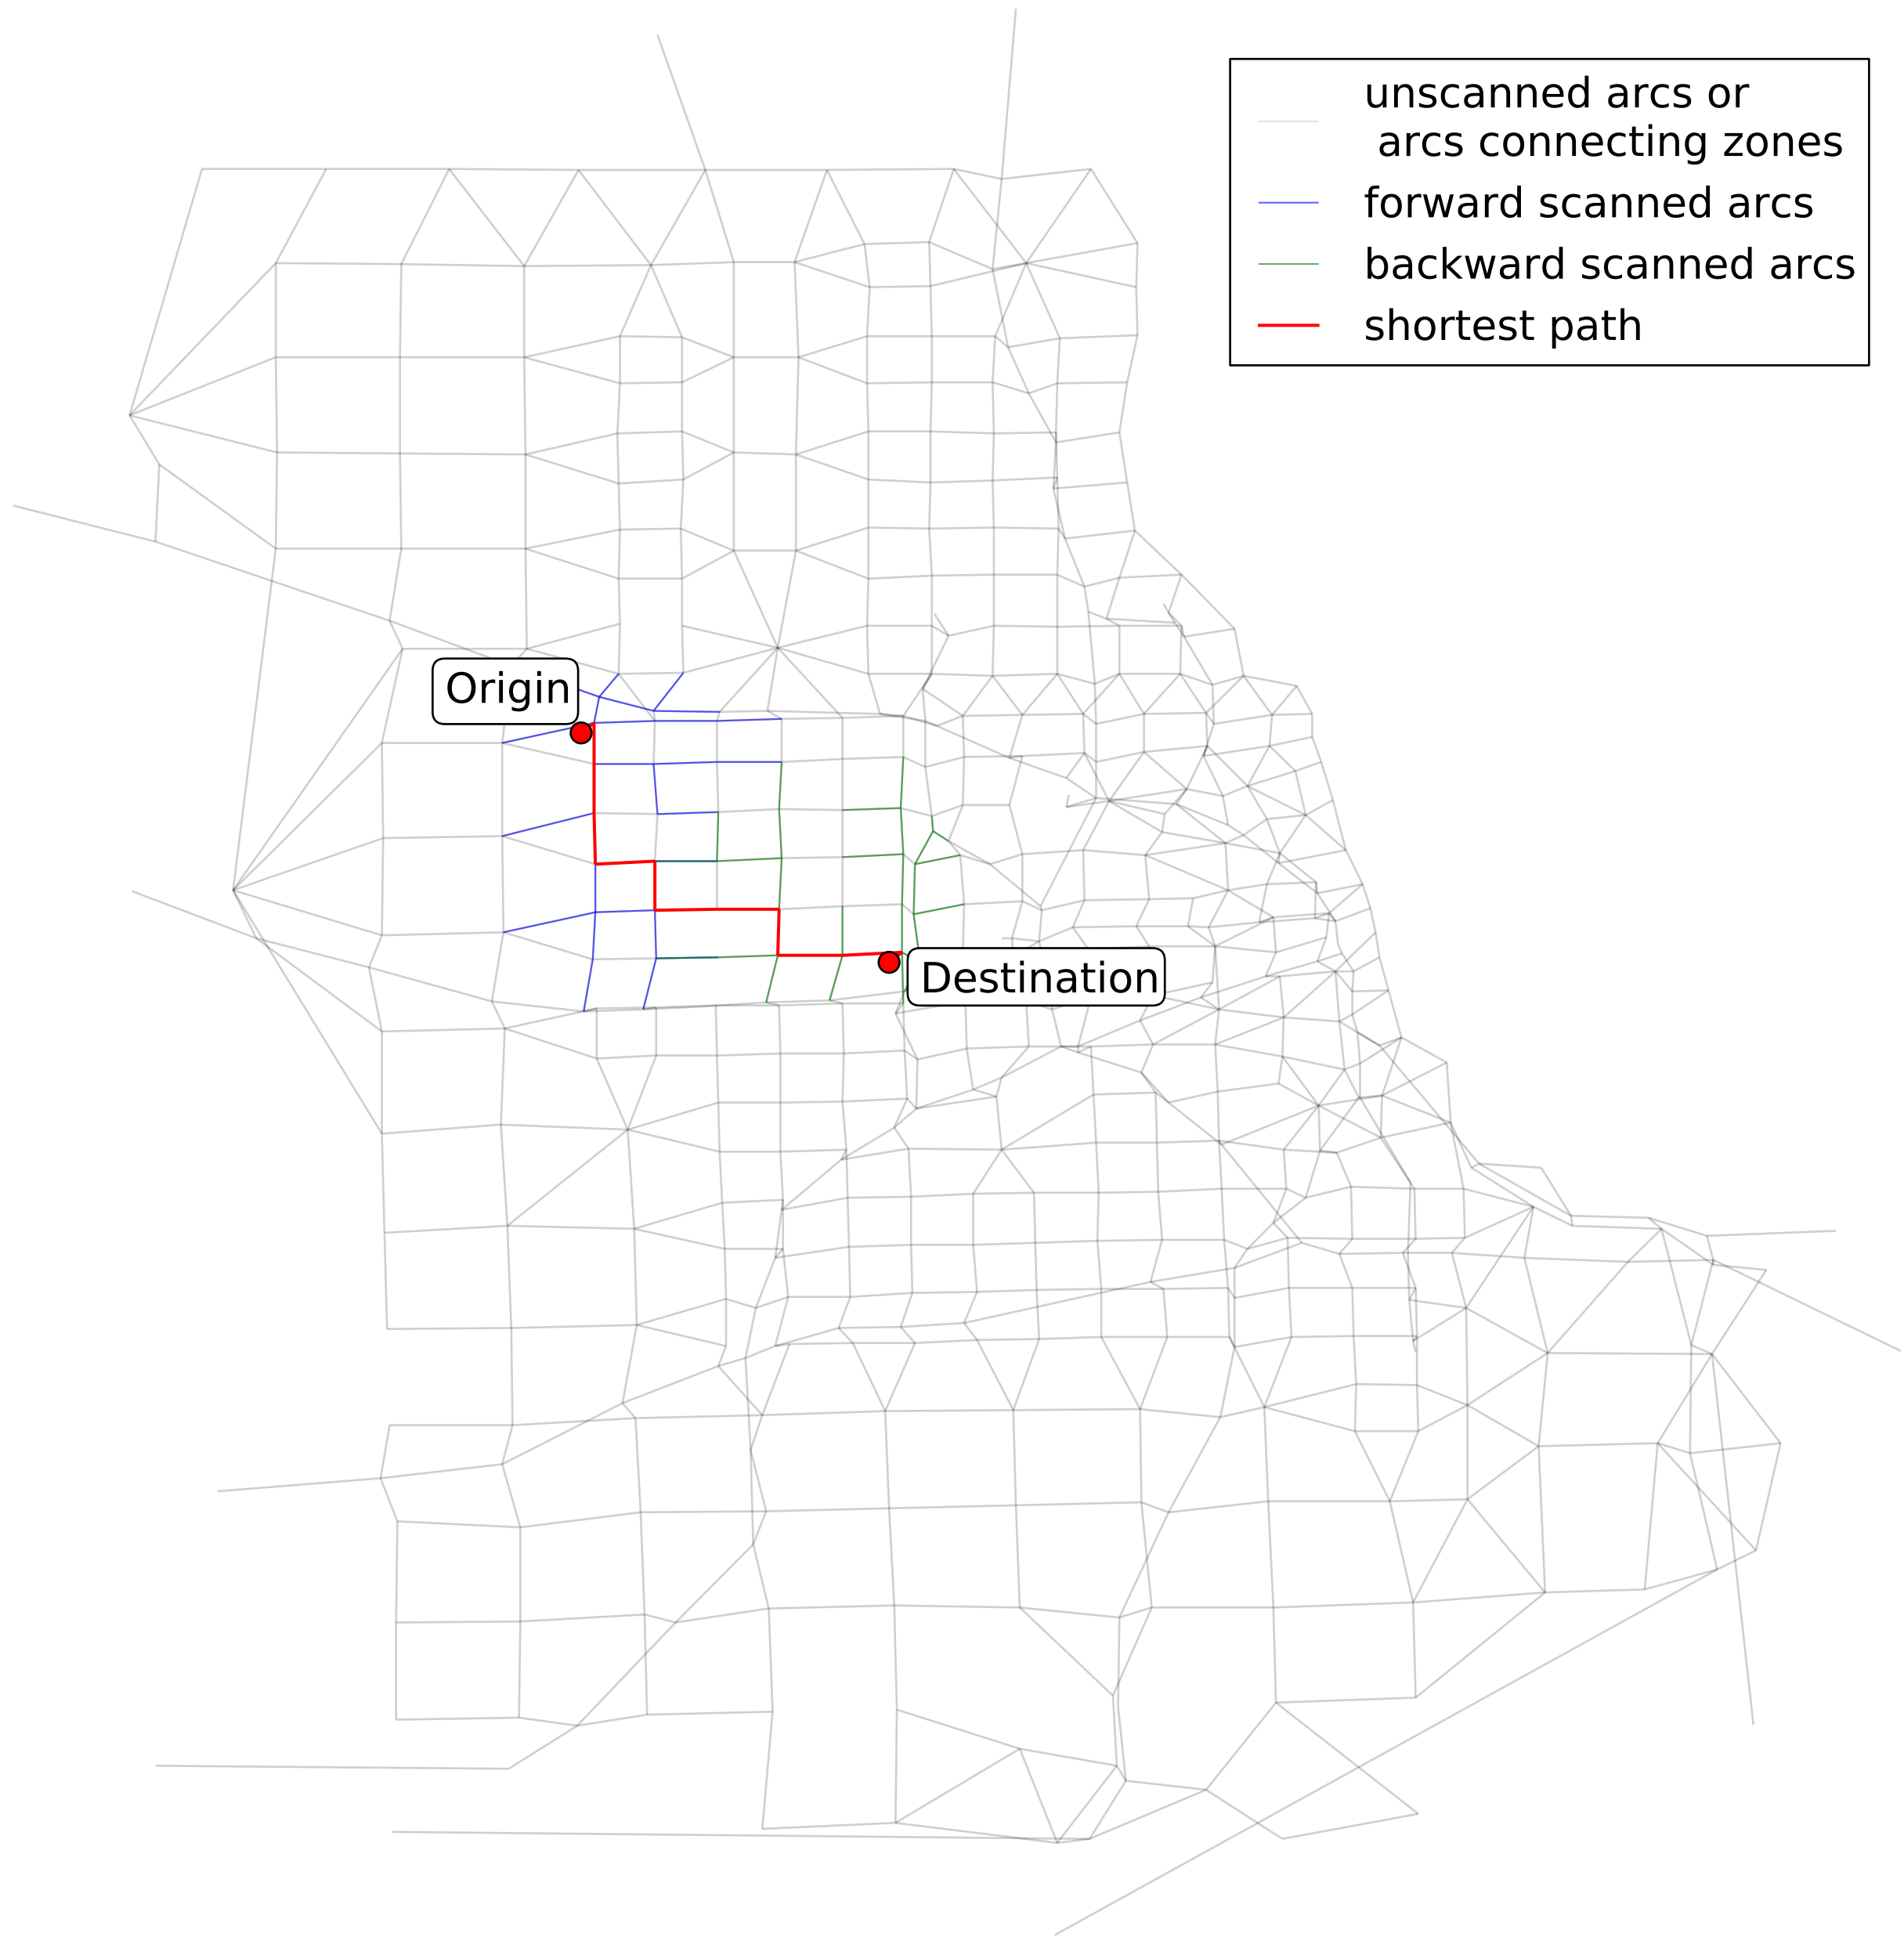 unscanned arcs or
arcs connecting zones
forward scanned arcs
backward scanned arcs
shortest path
Origin
Destination